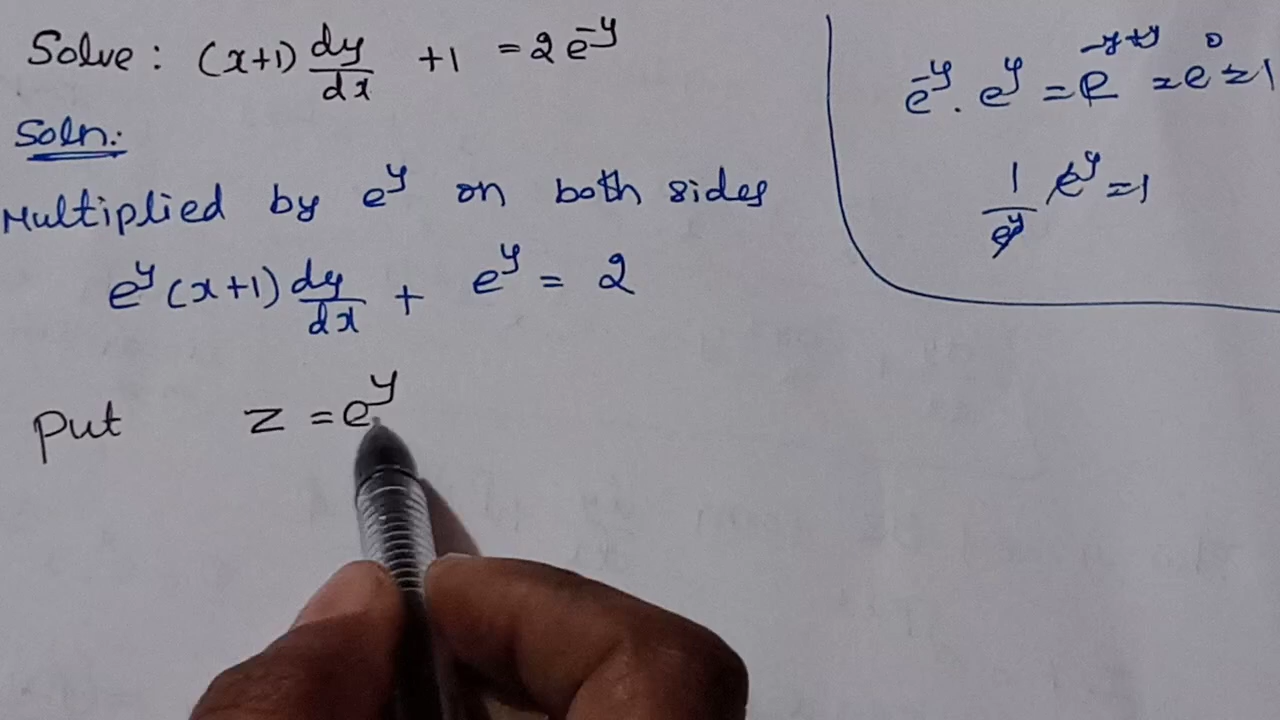 Solve : (x+1) dy/dx + 1 = 2e^-y
Soln:
Multiplied by e^y on both sides
e^y (x+1) dy/dx + e^y = 2
Put z = e^y
e^-y . e^y = e^-y+y = e^0 = 1
1/e^y e^y = 1